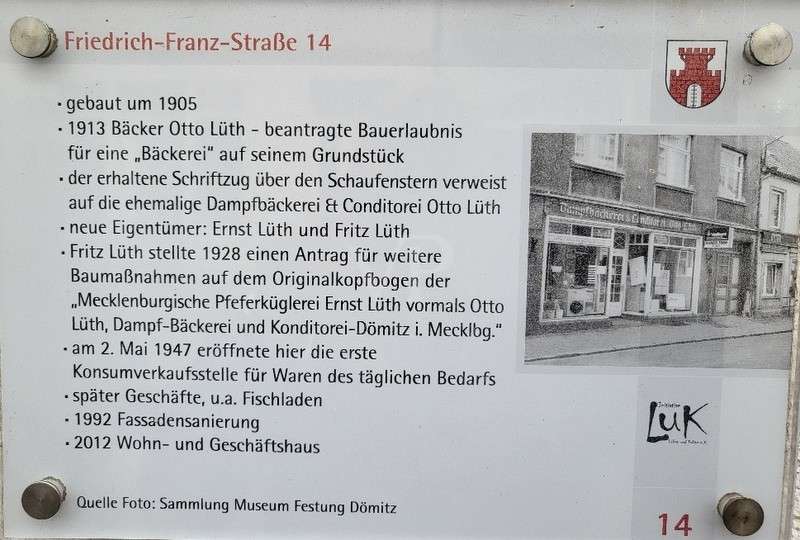 Friedrich-Franz-Straße 14
· gebaut um 1905
· 1913 Bäcker Otto Lüth - beantragte Bauerlaubnis
für eine „Bäckerei" auf seinem Grundstück
· der erhaltene Schriftzug über den Schaufenstern verweist
auf die ehemalige Dampfbäckerei & Conditorei Otto Lüth
· neue Eigentümer: Ernst Lüth und Fritz Lüth
· Fritz Lüth stellte 1928 einen Antrag für weitere
Baumaßnahmen auf dem Originalkopfbogen der
„Mecklenburgische Pfeferküglerei Ernst Lüth vormals Otto
Lüth, Dampf-Bäckerei und Konditorei-Dömitz i. Mecklbg."
· am 2. Mai 1947 eröffnete hier die erste
Konsumverkaufsstelle für Waren des täglichen Bedarfs
· später Geschäfte, u.a. Fischladen
· 1992 Fassadensanierung
· 2012 Wohn- und Geschäftshaus
Quelle Foto: Sammlung Museum Festung Dömitz
Dampfbäckerei & Conditorei
Initiative
LuK
14